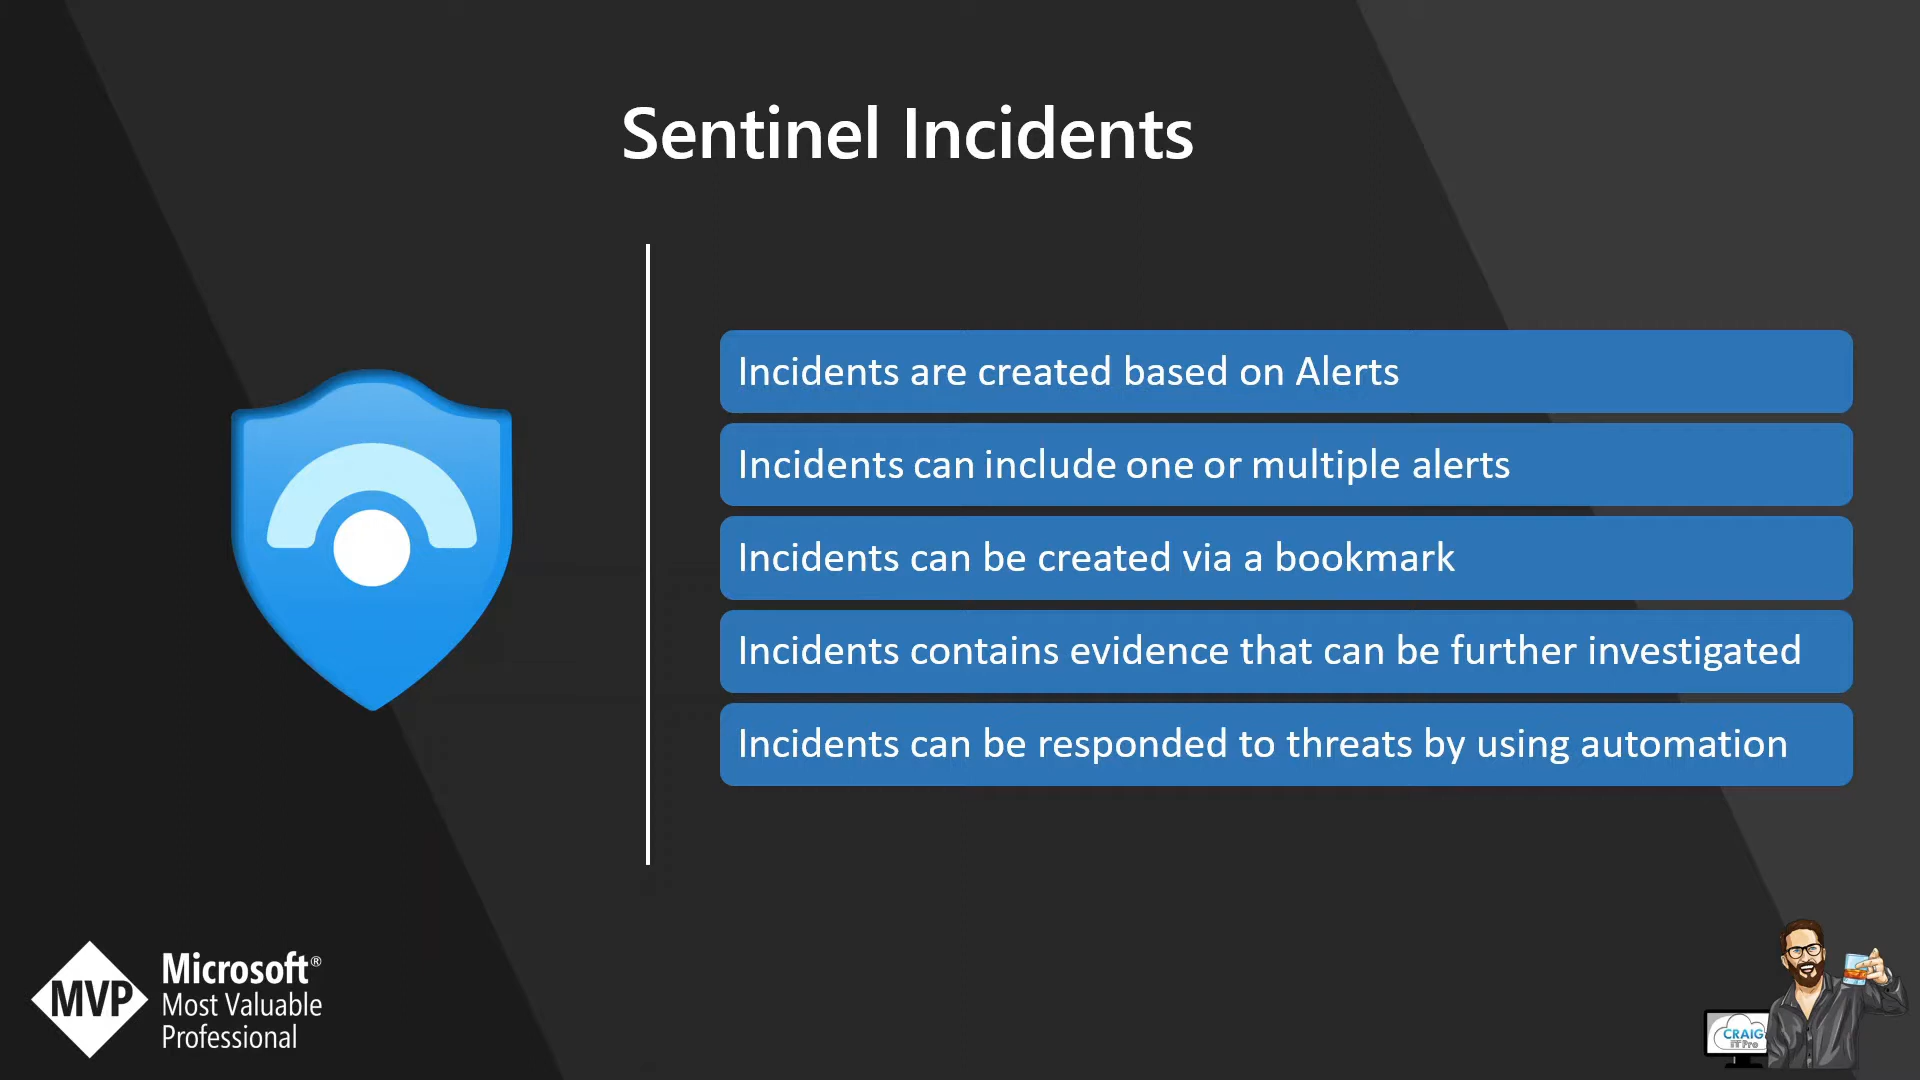 Sentinel Incidents
Incidents are created based on Alerts
Incidents can include one or multiple alerts
Incidents can be created via a bookmark
Incidents contains evidence that can be further investigated
Incidents can be responded to threats by using automation
MVP
Microsoft®
Most Valuable
Professional
CRAIG
IT Pro